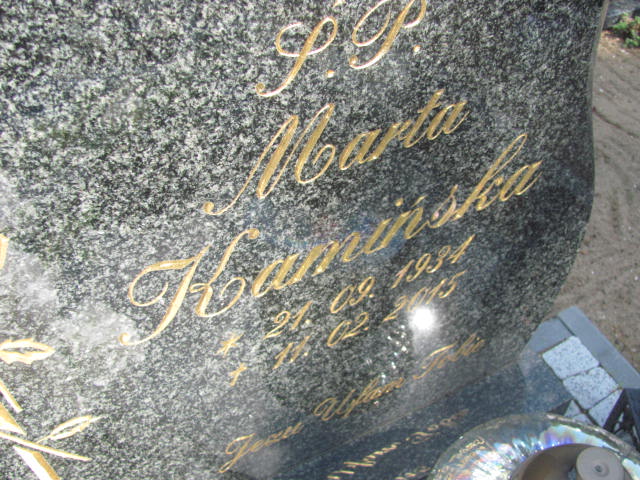 Ś.P.
Marta
Kamińska
* 21. 09. 1931
+ 11. 02. 2015
Jezu Ufam Tobie